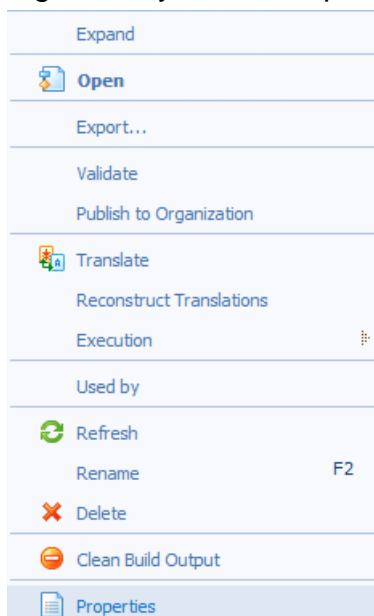 Expand
Open
Export...
Validate
Publish to Organization
Translate
Reconstruct Translations
Execution
Used by
Refresh
Rename F2
Delete
Clean Build Output
Properties